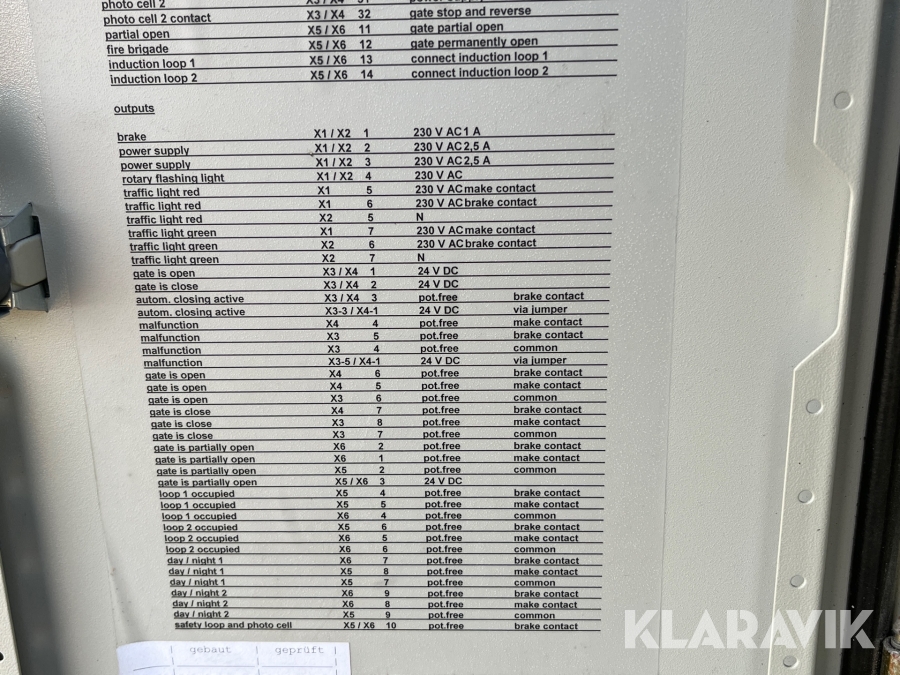 photo cell 2 X3 / X4 31
photo cell 2 contact X3 / X4 32 gate stop and reverse
partial open X5 / X6 11 gate partial open
fire brigade X5 / X6 12 gate permanently open
induction loop 1 X5 / X6 13 connect induction loop 1
induction loop 2 X5 / X6 14 connect induction loop 2
outputs
brake X1 / X2 1 230 V AC 1 A
power supply X1 / X2 2 230 V AC 2,5 A
power supply X1 / X2 3 230 V AC 2,5 A
rotary flashing light X1 / X2 4 230 V AC
traffic light red X1 5 230 V AC make contact
traffic light red X1 6 230 V AC brake contact
traffic light red X2 5 N
traffic light green X1 7 230 V AC make contact
traffic light green X2 6 230 V AC brake contact
traffic light green X2 7 N
gate is open X3 / X4 1 24 V DC
gate is close X3 / X4 2 24 V DC
autom. closing active X3 / X4 3 pot.free brake contact
autom. closing active X3-3 / X4-1 24 V DC via jumper
malfunction X4 4 pot.free make contact
malfunction X3 5 pot.free brake contact
malfunction X3 4 pot.free common
malfunction X3-5 / X4-1 24 V DC via jumper
gate is open X4 6 pot.free brake contact
gate is open X4 5 pot.free make contact
gate is open X3 6 pot.free common
gate is close X4 7 pot.free brake contact
gate is close X3 8 pot.free make contact
gate is close X3 7 pot.free common
gate is partially open X6 2 pot.free brake contact
gate is partially open X6 1 pot.free make contact
gate is partially open X5 2 pot.free common
gate is partially open X5 / X6 3 24 V DC
loop 1 occupied X5 4 pot.free brake contact
loop 1 occupied X5 5 pot.free make contact
loop 1 occupied X6 4 pot.free common
loop 2 occupied X5 6 pot.free brake contact
loop 2 occupied X6 5 pot.free make contact
loop 2 occupied X6 6 pot.free common
day / night 1 X6 7 pot.free brake contact
day / night 1 X5 8 pot.free make contact
day / night 1 X5 7 pot.free common
day / night 2 X6 9 pot.free brake contact
day / night 2 X6 8 pot.free make contact
day / night 2 X5 9 pot.free common
safety loop and photo cell X5 / X6 10 pot.free brake contact
gebaut geprüft
KLARAVIK